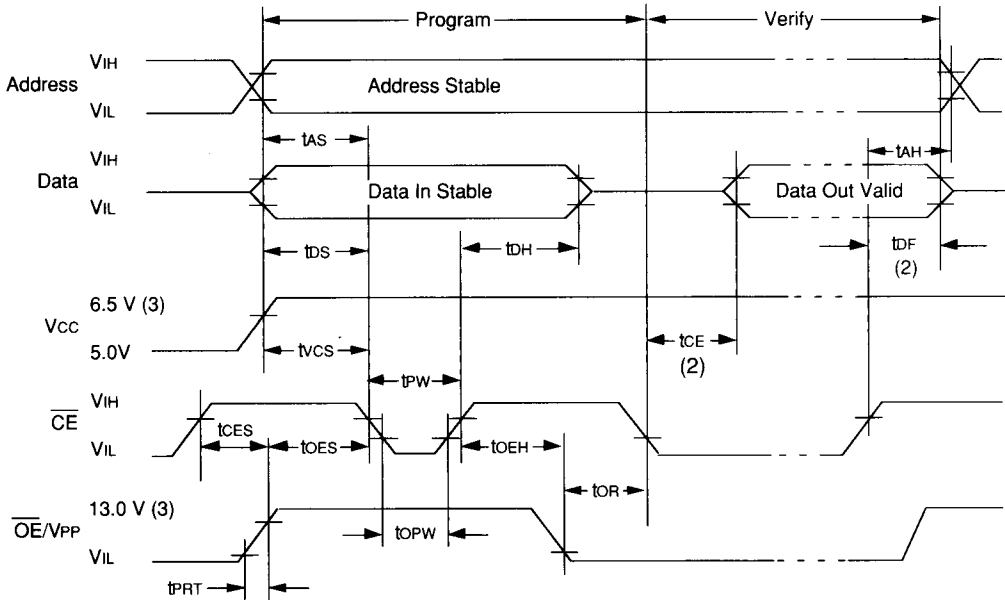 Program
Verify
Address
VIH
VIL
Address Stable
tAS
tAH
Data
VIH
VIL
Data In Stable
Data Out Valid
tDS
tDH
tDF
(2)
VCC
6.5 V (3)
5.0V
tVCS
tCE
(2)
tPW
CE
VIH
VIL
tCES
tOES
tOEH
tOR
OE/VPP
13.0 V (3)
VIL
tOPW
tPRT